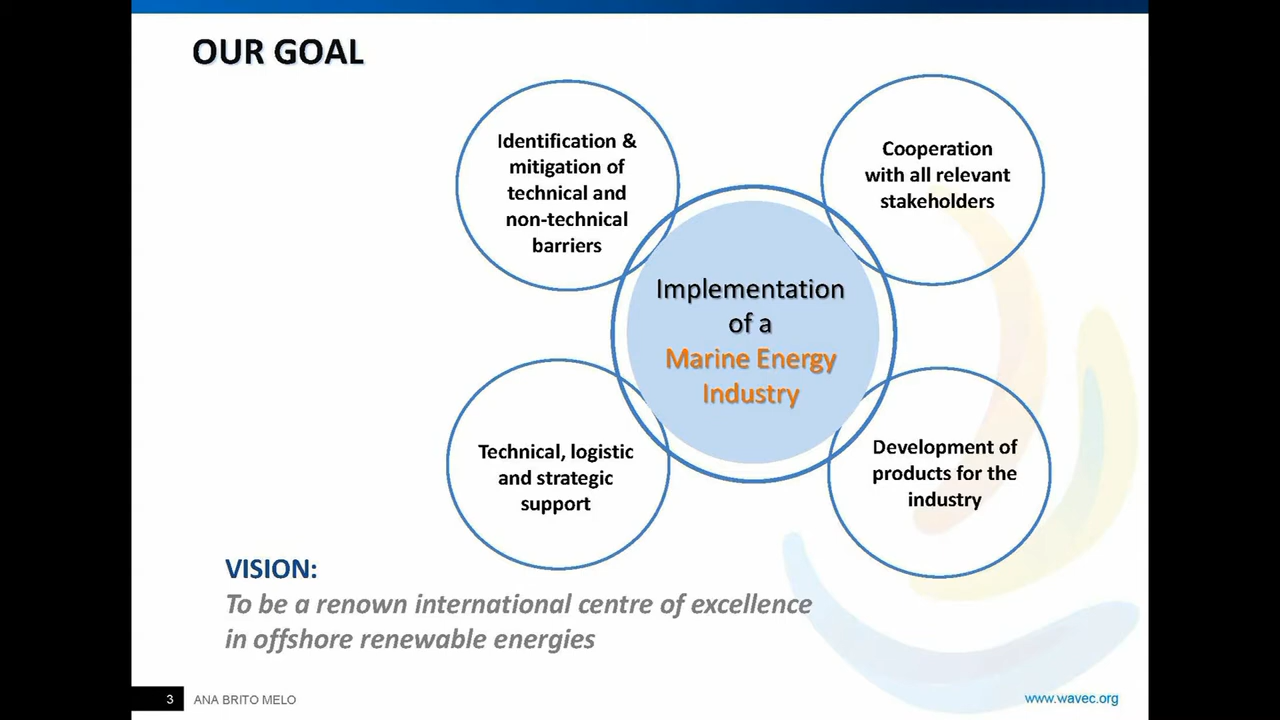 OUR GOAL
Identification &
mitigation of
technical and
non-technical
barriers
Cooperation
with all relevant
stakeholders
Implementation
of a
Marine Energy
Industry
Technical, logistic
and strategic
support
Development of
products for the
industry
VISION:
To be a renown international centre of excellence
in offshore renewable energies
3
ANA BRITO MELO
www.wavec.org